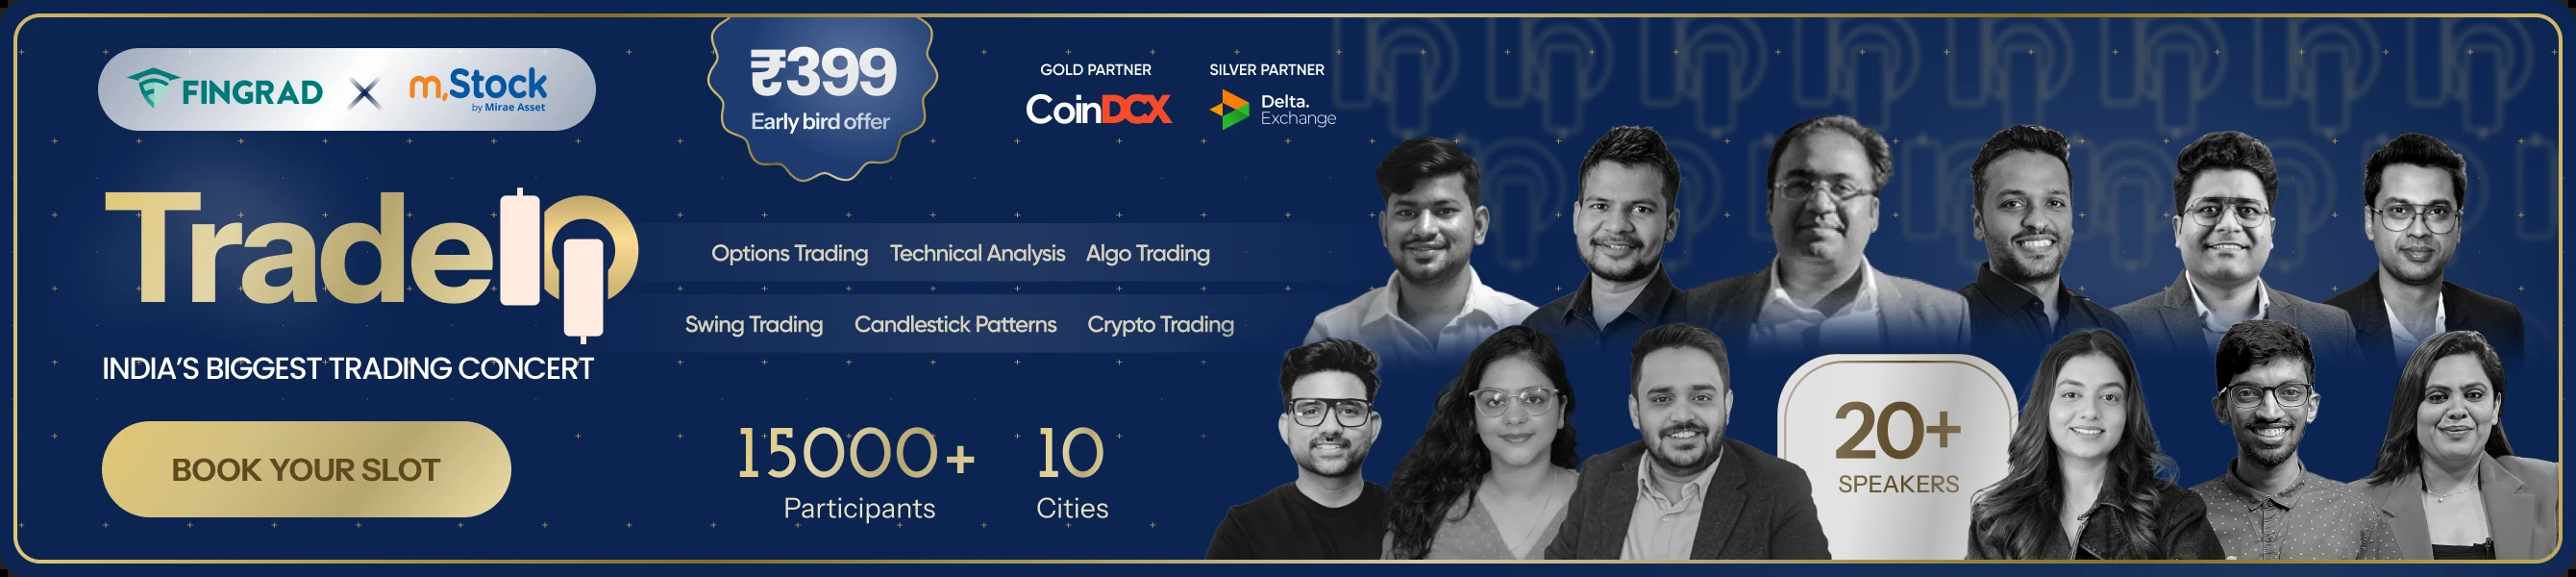 FINGRAD X m.Stock
by Mirae Asset
₹399
Early bird offer
GOLD PARTNER
CoinDCX
SILVER PARTNER
Delta.
Exchange
TradeIQ
INDIA'S BIGGEST TRADING CONCERT
BOOK YOUR SLOT
Options Trading Technical Analysis Algo Trading
Swing Trading Candlestick Patterns Crypto Trading
15000+
Participants
10
Cities
20+
SPEAKERS